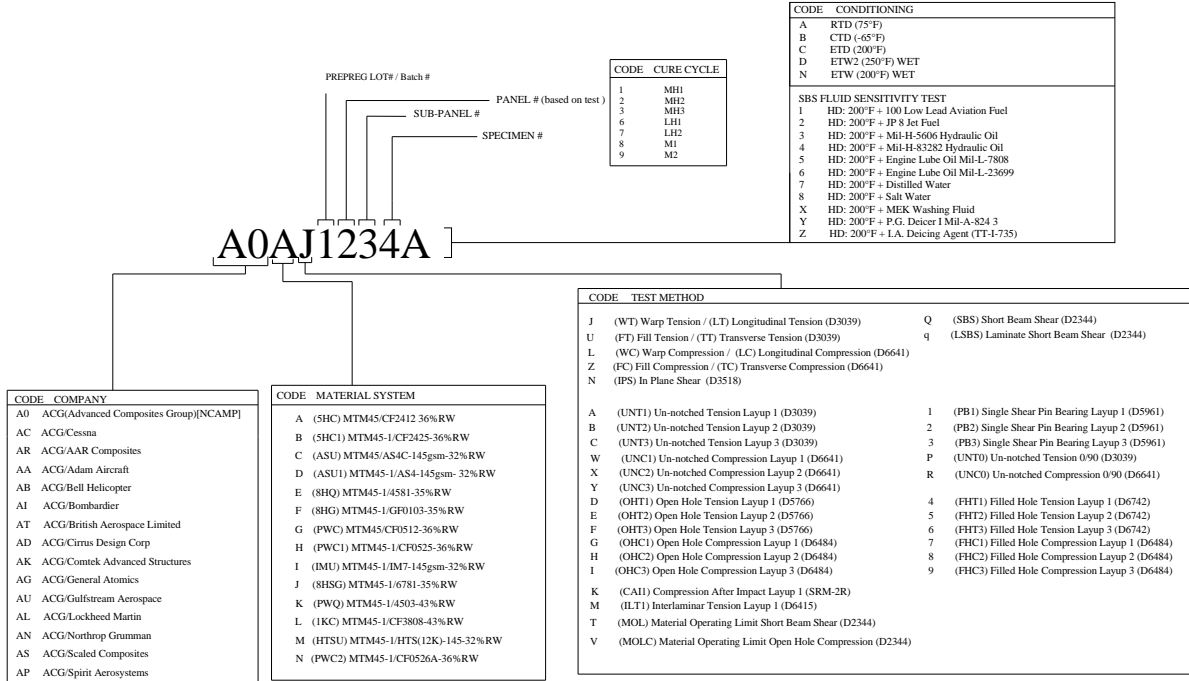 CODE CONDITIONING
A RTD (75°F)
B CTD (-65°F)
C ETD (200°F)
D ETW2 (250°F) WET
N ETW (200°F) WET
SBS FLUID SENSITIVITY TEST
1 HD: 200°F + 100 Low Lead Aviation Fuel
2 HD: 200°F + JP 8 Jet Fuel
3 HD: 200°F + Mil-H-5606 Hydraulic Oil
4 HD: 200°F + Mil-H-83282 Hydraulic Oil
5 HD: 200°F + Engine Lube Oil Mil-L-7808
6 HD: 200°F + Engine Lube Oil Mil-L-23699
7 HD: 200°F + Distilled Water
8 HD: 200°F + Salt Water
X HD: 200°F + MEK Washing Fluid
Y HD: 200°F + P.G. Deicer I Mil-A-824 3
Z HD: 200°F + I.A. Deicing Agent (TT-I-735)
CODE CURE CYCLE
1 MH1
2 MH2
3 MH3
6 LH1
7 LH2
8 M1
9 M2
PREPREG LOT# / Batch #
PANEL # (based on test )
SUB-PANEL #
SPECIMEN #
A0AJ1234A
CODE TEST METHOD
J (WT) Warp Tension / (LT) Longitudinal Tension (D3039)
U (FT) Fill Tension / (TT) Transverse Tension (D3039)
L (WC) Warp Compression / (LC) Longitudinal Compression (D6641)
Z (FC) Fill Compression / (TC) Transverse Compression (D6641)
N (IPS) In Plane Shear (D3518)
Q (SBS) Short Beam Shear (D2344)
q (LSBS) Laminate Short Beam Shear (D2344)
A (UNT1) Un-notched Tension Layup 1 (D3039)
B (UNT2) Un-notched Tension Layup 2 (D3039)
C (UNT3) Un-notched Tension Layup 3 (D3039)
W (UNC1) Un-notched Compression Layup 1 (D6641)
X (UNC2) Un-notched Compression Layup 2 (D6641)
Y (UNC3) Un-notched Compression Layup 3 (D6641)
D (OHT1) Open Hole Tension Layup 1 (D5766)
E (OHT2) Open Hole Tension Layup 2 (D5766)
F (OHT3) Open Hole Tension Layup 3 (D5766)
G (OHC1) Open Hole Compression Layup 1 (D6484)
H (OHC2) Open Hole Compression Layup 2 (D6484)
I (OHC3) Open Hole Compression Layup 3 (D6484)
K (CAI1) Compression After Impact Layup 1 (SRM-2R)
M (ILT1) Interlaminar Tension Layup 1 (D6415)
T (MOL) Material Operating Limit Short Beam Shear (D2344)
V (MOLC) Material Operating Limit Open Hole Compression (D2344)
1 (PB1) Single Shear Pin Bearing Layup 1 (D5961)
2 (PB2) Single Shear Pin Bearing Layup 2 (D5961)
3 (PB3) Single Shear Pin Bearing Layup 3 (D5961)
P (UNT0) Un-notched Tension 0/90 (D3039)
R (UNC0) Un-notched Compression 0/90 (D6641)
4 (FHT1) Filled Hole Tension Layup 1 (D6742)
5 (FHT2) Filled Hole Tension Layup 2 (D6742)
6 (FHT3) Filled Hole Tension Layup 3 (D6742)
7 (FHC1) Filled Hole Compression Layup 1 (D6484)
8 (FHC2) Filled Hole Compression Layup 2 (D6484)
9 (FHC3) Filled Hole Compression Layup 3 (D6484)
CODE COMPANY
A0 ACG(Advanced Composites Group)[NCAMP]
AC ACG/Cessna
AR ACG/AAR Composites
AA ACG/Adam Aircraft
AB ACG/Bell Helicopter
AI ACG/Bombardier
AT ACG/British Aerospace Limited
AD ACG/Cirrus Design Corp
AK ACG/Comtek Advanced Structures
AG ACG/General Atomics
AU ACG/Gulfstream Aerospace
AL ACG/Lockheed Martin
AN ACG/Northrop Grumman
AS ACG/Scaled Composites
AP ACG/Spirit Aerosystems
CODE MATERIAL SYSTEM
A (5HC) MTM45/CF2412 36%RW
B (5HC1) MTM45-1/CF2425-36%RW
C (ASU) MTM45/AS4C-145gsm-32%RW
D (ASU1) MTM45-1/AS4-145gsm- 32%RW
E (8HQ) MTM45-1/4581-35%RW
F (8HG) MTM45-1/GF0103-35%RW
G (PWC) MTM45/CF0512-36%RW
H (PWC1) MTM45-1/CF0525-36%RW
I (IMU) MTM45-1/IM7-145gsm-32%RW
J (8HSG) MTM45-1/6781-35%RW
K (PWQ) MTM45-1/4503-43%RW
L (1KC) MTM45-1/CF3808-43%RW
M (HTSU) MTM45-1/HTS(12K)-145-32%RW
N (PWC2) MTM45-1/CF0526A-36%RW